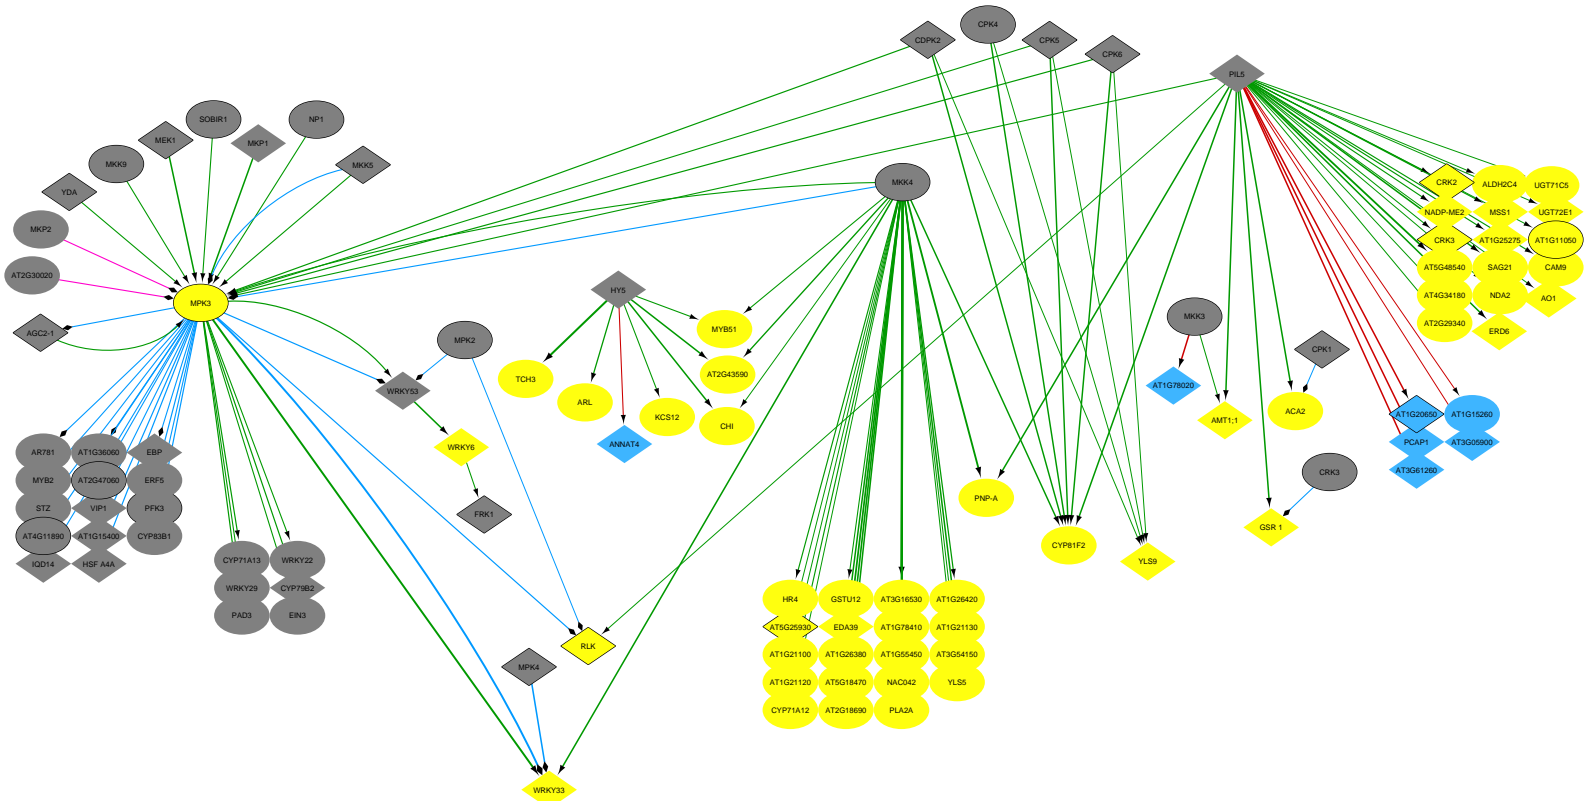 CPK4
CDPK2
CPK5
CPK6
PIL5
SOBIR1
NP1
MEK1
MKP1
MKK9
MKK5
YDA
MKP2
AT2G30020
MPK3
AGC2-1
MKK4
CRK2
ALDH2C4
UGT71C5
NADP-ME2
MSS1
UGT72E1
CRK3
AT1G25275
AT1G11050
AT5G48540
SAG21
CAM9
AT4G34180
NDA2
AO1
AT2G29340
ERD6
HY5
MYB51
TCH3
AT2G43590
ARL
KCS12
CHI
ANNAT4
MPK2
WRKY53
WRKY6
FRK1
MKK3
AT1G78020
AMT1;1
CPK1
ACA2
AT1G20650
AT1G15260
PCAP1
AT3G05900
AT3G61260
CRK3
GSR 1
PNP-A
CYP81F2
YLS9
AR781
AT1G36060
EBP
MYB2
AT2G47060
ERF5
STZ
VIP1
PFK3
AT4G11890
AT1G15400
CYP83B1
IQD14
HSF A4A
CYP71A13
WRKY22
WRKY29
CYP79B2
PAD3
EIN3
RLK
MPK4
WRKY33
HR4
GSTU12
AT3G16530
AT1G26420
AT5G25930
EDA39
AT1G78410
AT1G21130
AT1G21100
AT1G26380
AT1G55450
AT3G54150
AT1G21120
AT5G18470
NAC042
YLS5
CYP71A12
AT2G18690
PLA2A